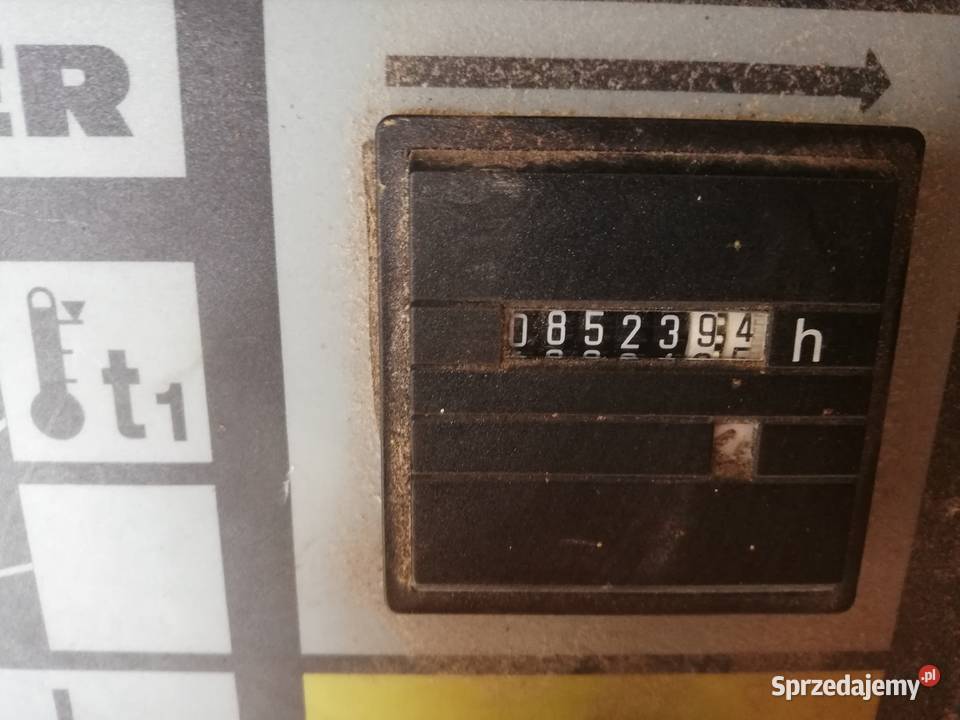 ER
0852394 h
t1
Sprzedajemy.pl